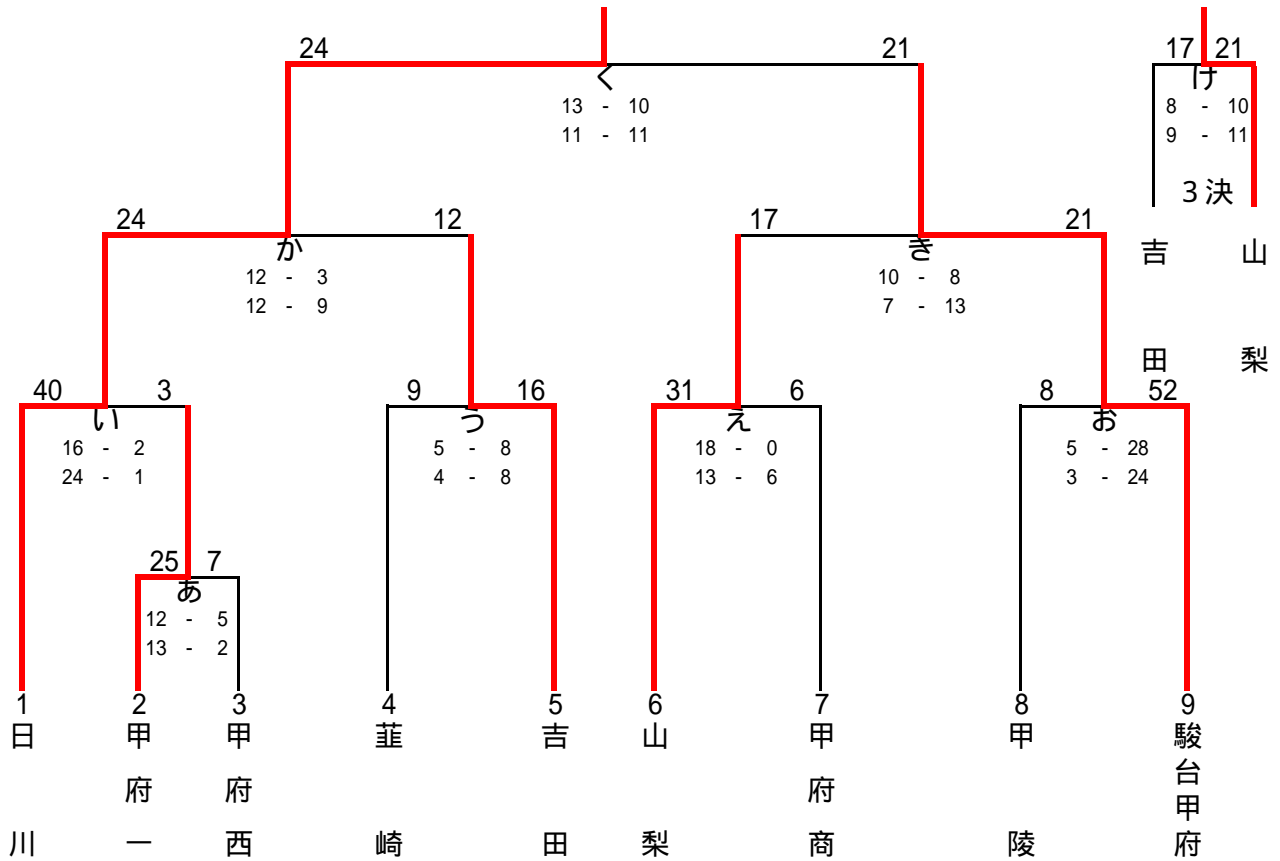 24 21
く
13 - 10
11 - 11
17 21
け
8 - 10
9 - 11
3決
吉田 山梨
24 12
か
12 - 3
12 - 9
17 21
き
10 - 8
7 - 13
40 3
い
16 - 2
24 - 1
9 16
う
5 - 8
4 - 8
31 6
え
18 - 0
13 - 6
8 52
お
5 - 28
3 - 24
25 7
あ
12 - 5
13 - 2
1 2 3 4 5 6 7 8 9
日川 甲府一 甲府西 韮崎 吉田 山梨 甲府商 甲陵 駿台甲府